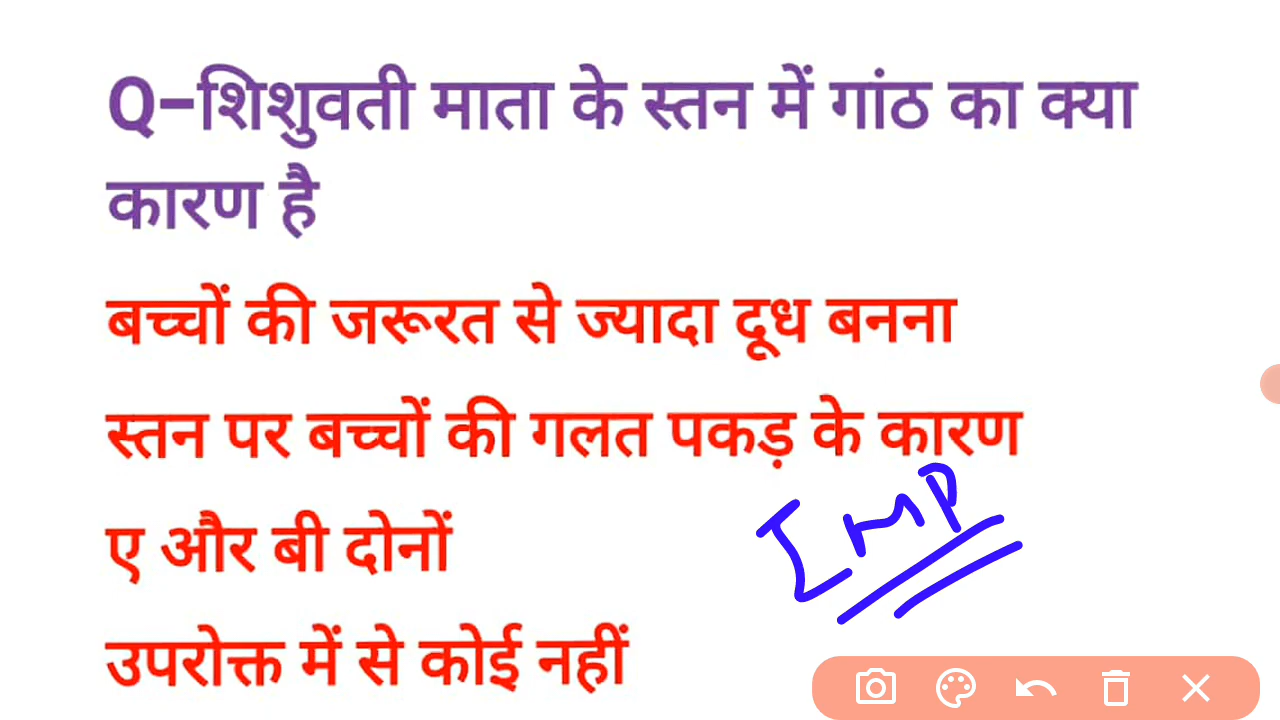 Q–शिशुवती माता के स्तन में गांठ का क्या
कारण है
बच्चों की जरूरत से ज्यादा दूध बनना
स्तन पर बच्चों की गलत पकड़ के कारण
ए और बी दोनों
IMP
उपरोक्त में से कोई नहीं